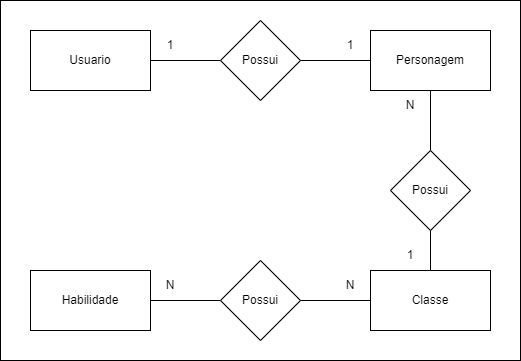 Usuario
1
Possui
1
Personagem
N
Possui
1
Habilidade
N
Possui
N
Classe